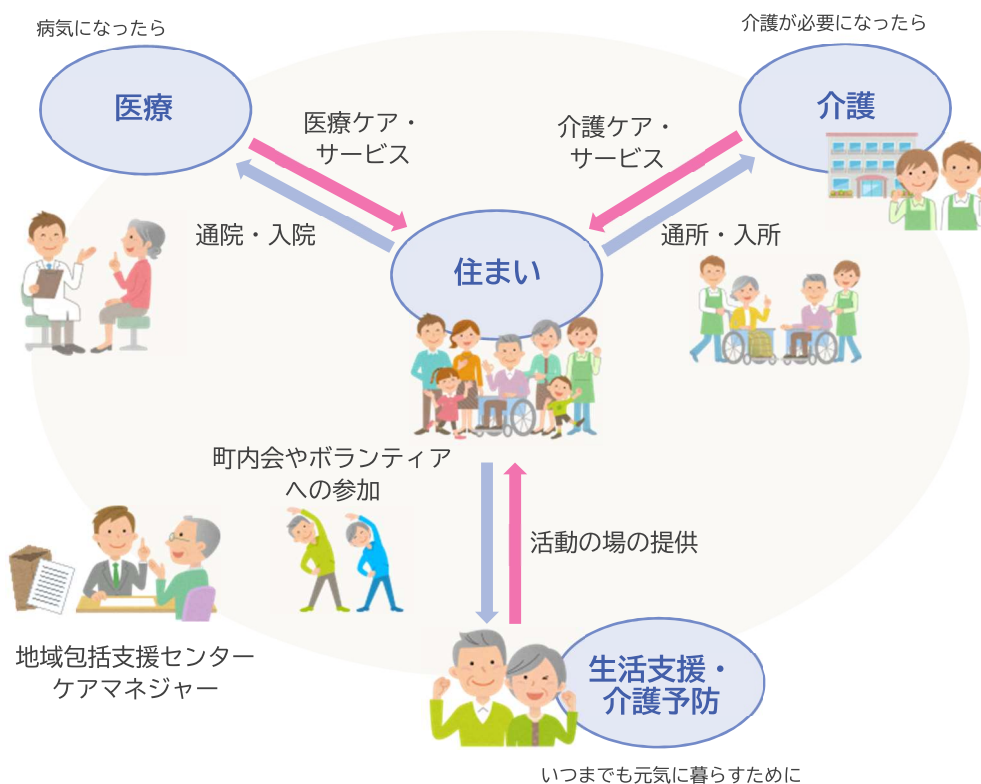 病気になったら
介護が必要になったら
医療
介護
医療ケア・
サービス
介護ケア・
サービス
通院・入院
通所・入所
住まい
町内会やボランティア
への参加
活動の場の提供
地域包括支援センター
ケアマネジャー
生活支援・
介護予防
いつまでも元気に暮らすために